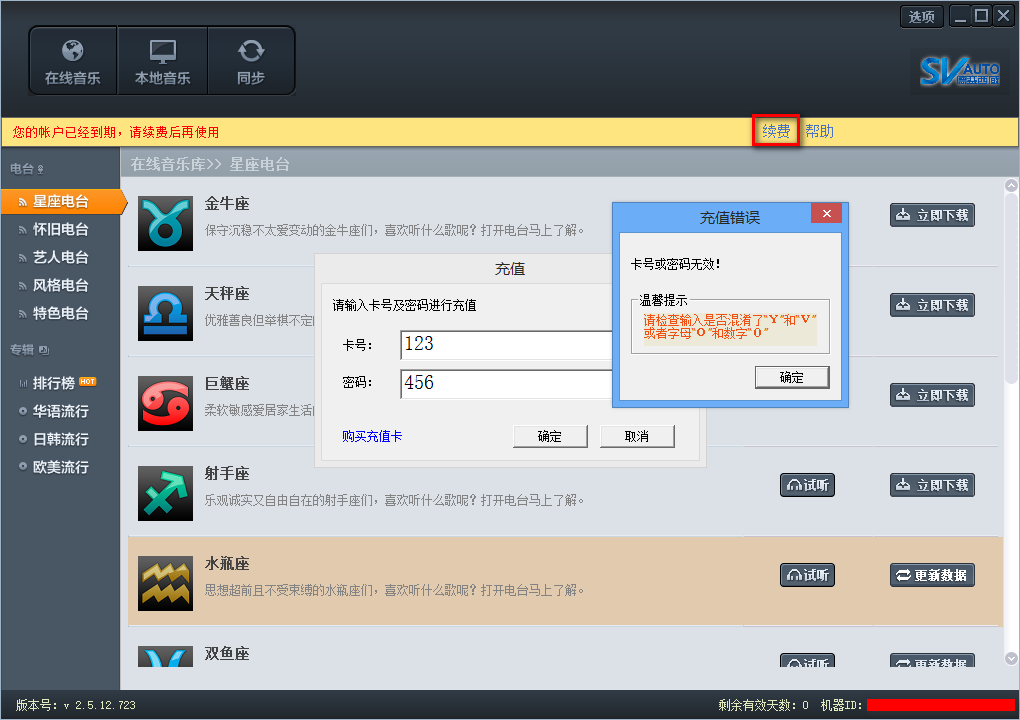 选项
在线音乐
本地音乐
同步
SV AUTO
您的帐户已经到期，请续费后再使用
续费
帮助
电台
星座电台
怀旧电台
艺人电台
风格电台
特色电台
专辑
排行榜 HOT
华语流行
日韩流行
欧美流行
在线音乐库>> 星座电台
金牛座
保守沉稳不太爱变动的金牛座们，喜欢听什么歌呢？打开电台马上了解。
立即下载
天秤座
优雅善良但举棋不定
立即下载
巨蟹座
柔软敏感爱居家生活
立即下载
射手座
乐观诚实又自由自在的射手座们，喜欢听什么歌呢？打开电台马上了解。
试听
立即下载
水瓶座
思想超前且不受束缚的水瓶座们，喜欢听什么歌呢？打开电台马上了解。
试听
更新数据
双鱼座
试听
更新数据
充值
请输入卡号及密码进行充值
卡号：
123
密码：
456
购买充值卡
确定
取消
充值错误
卡号或密码无效！
温馨提示
请检查输入是否混淆了"Y"和"V"
或者字母"O"和数字"0"
确定
版本号：v 2.5.12.723
剩余有效天数：0
机器ID: